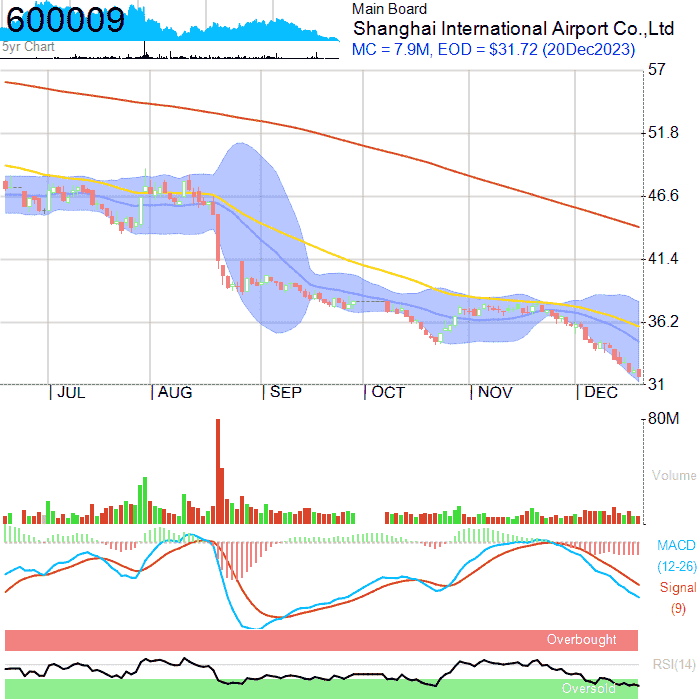 600009
5yr Chart
Main Board
Shanghai International Airport Co.,Ltd
MC = 7.9M, EOD = $31.72 (20Dec2023)
57
51.8
46.6
41.4
36.2
31
JUL AUG SEP OCT NOV DEC
80M
Volume
MACD
(12-26)
Signal
(9)
Overbought
RSI(14)
Oversold